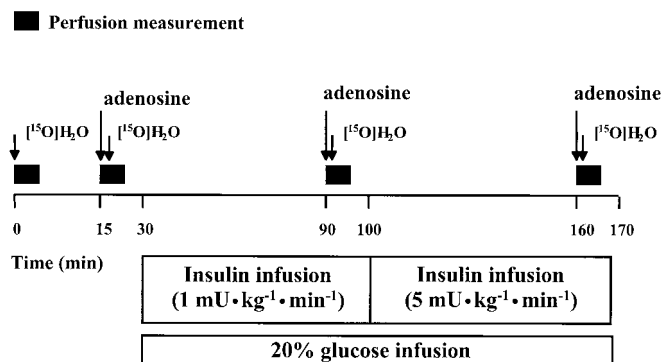 Perfusion measurement
adenosine adenosine adenosine
[¹⁵O]H₂O [¹⁵O]H₂O [¹⁵O]H₂O [¹⁵O]H₂O
0 15 30 90 100 160 170
Time (min)
Insulin infusion Insulin infusion
(1 mU·kg⁻¹·min⁻¹) (5 mU·kg⁻¹·min⁻¹)
20% glucose infusion